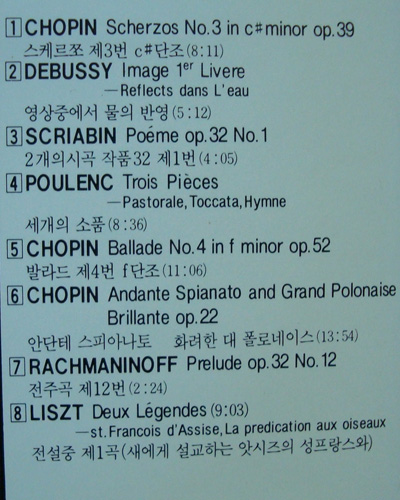 1 CHOPIN Scherzos No.3 in c#minor op.39
스케르쪼 제3번 c#단조(8:11)
2 DEBUSSY Image 1er Livere
—Reflects dans L'eau
영상중에서 물의 반영(5:12)
3 SCRIABIN Poéme op.32 No.1
2개의시곡 작품32 제1번(4:05)
4 POULENC Trois Pièces
—Pastorale,Toccata,Hymne
세개의 소품(8:36)
5 CHOPIN Ballade No.4 in f minor op.52
발라드 제4번 f단조(11:06)
6 CHOPIN Andante Spianato and Grand Polonaise
Brillante op.22
안단테 스피아나토 화려한 대 폴로네이스(13:54)
7 RACHMANINOFF Prelude op.32 No.12
전주곡 제12번(2:24)
8 LISZT Deux Légendes(9:03)
—st.Francois d'Assise,La predication aux oiseaux
전설중 제1곡(새에게 설교하는 앗시즈의 성프랑스와)